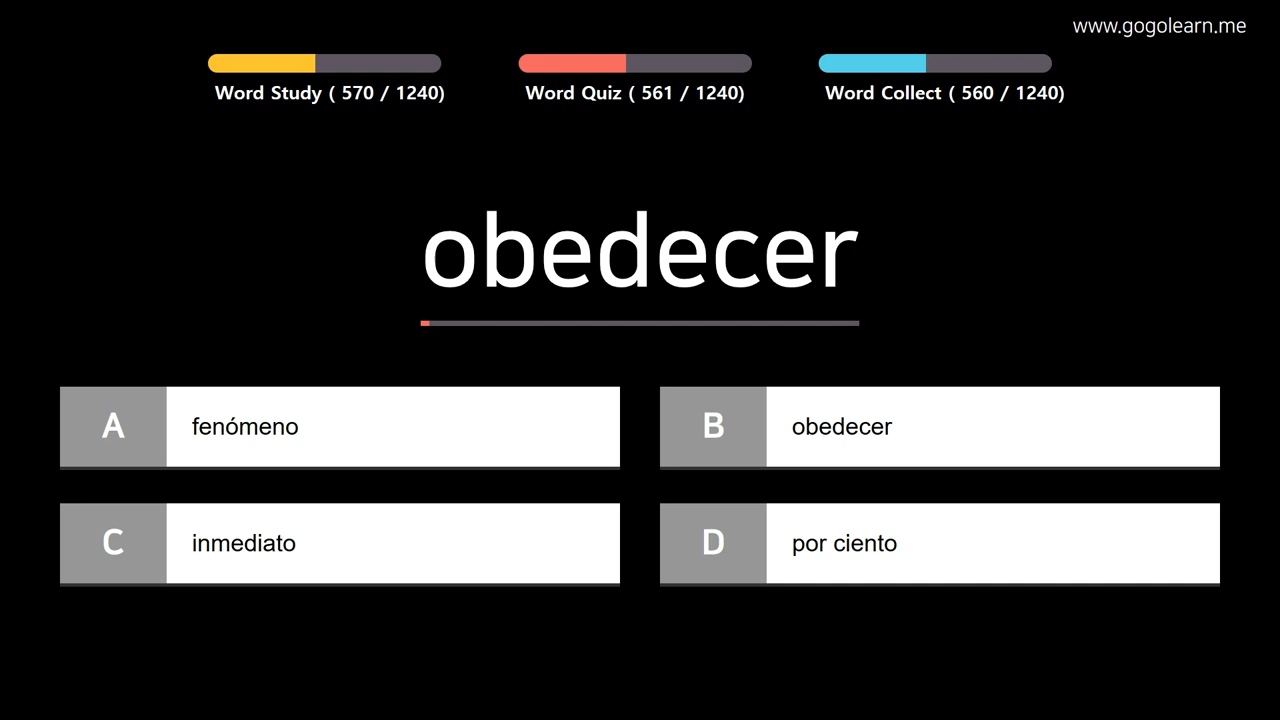 www.gogolearn.me
Word Study ( 570 / 1240)
Word Quiz ( 561 / 1240)
Word Collect ( 560 / 1240)
obedecer
A fenómeno
B obedecer
C inmediato
D por ciento